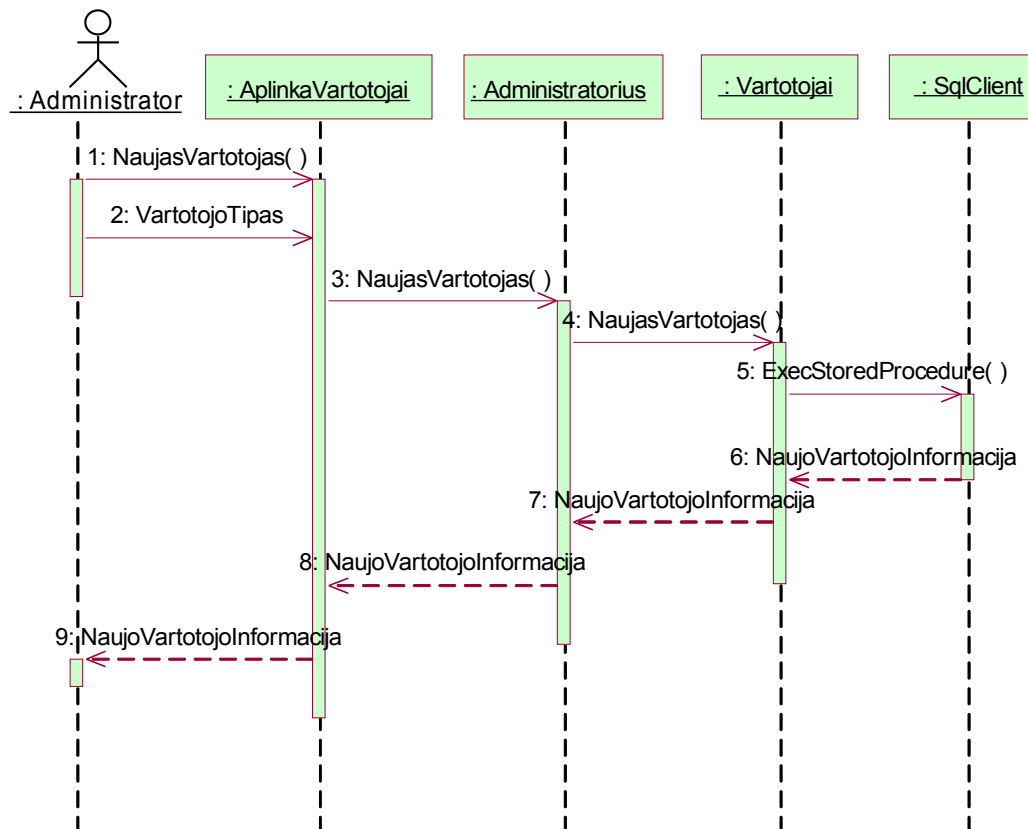 : Administrator
: AplinkaVartotojai
: Administratorius
: Vartotojai
: SqlClient
1: NaujasVartotojas( )
2: VartotojoTipas
3: NaujasVartotojas( )
4: NaujasVartotojas( )
5: ExecStoredProcedure( )
6: NaujoVartotojoInformacija
7: NaujoVartotojoInformacija
8: NaujoVartotojoInformacija
9: NaujoVartotojoInformacija